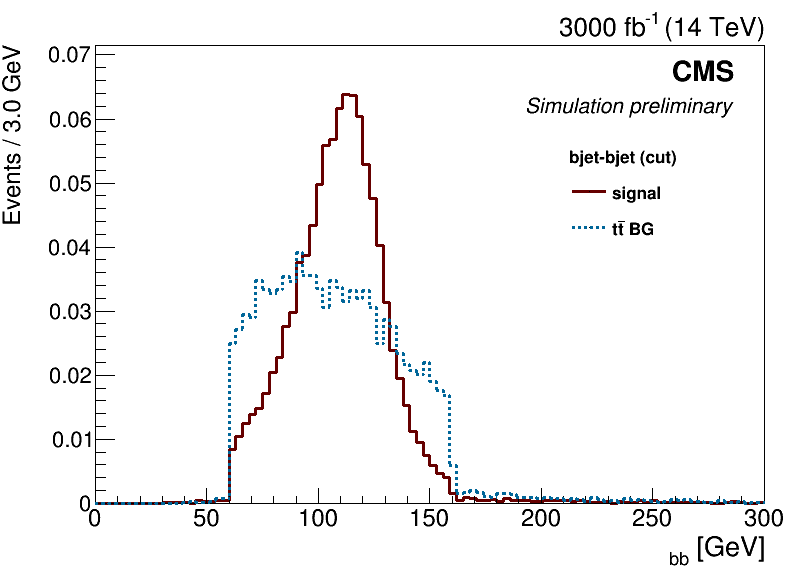 3000 fb⁻¹ (14 TeV)
CMS
Simulation preliminary
bjet-bjet (cut)
signal
tt̄ BG
Events / 3.0 GeV
0.07
0.06
0.05
0.04
0.03
0.02
0.01
0
0 50 100 150 200 250 300
bb [GeV]